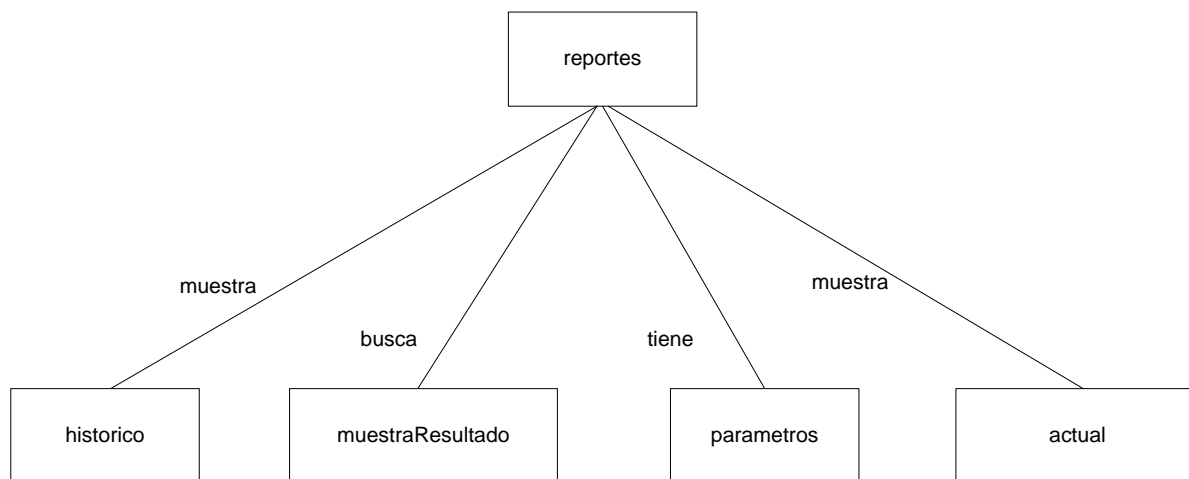 reportes
muestra
muestra
busca
tiene
historico
muestraResultado
parametros
actual